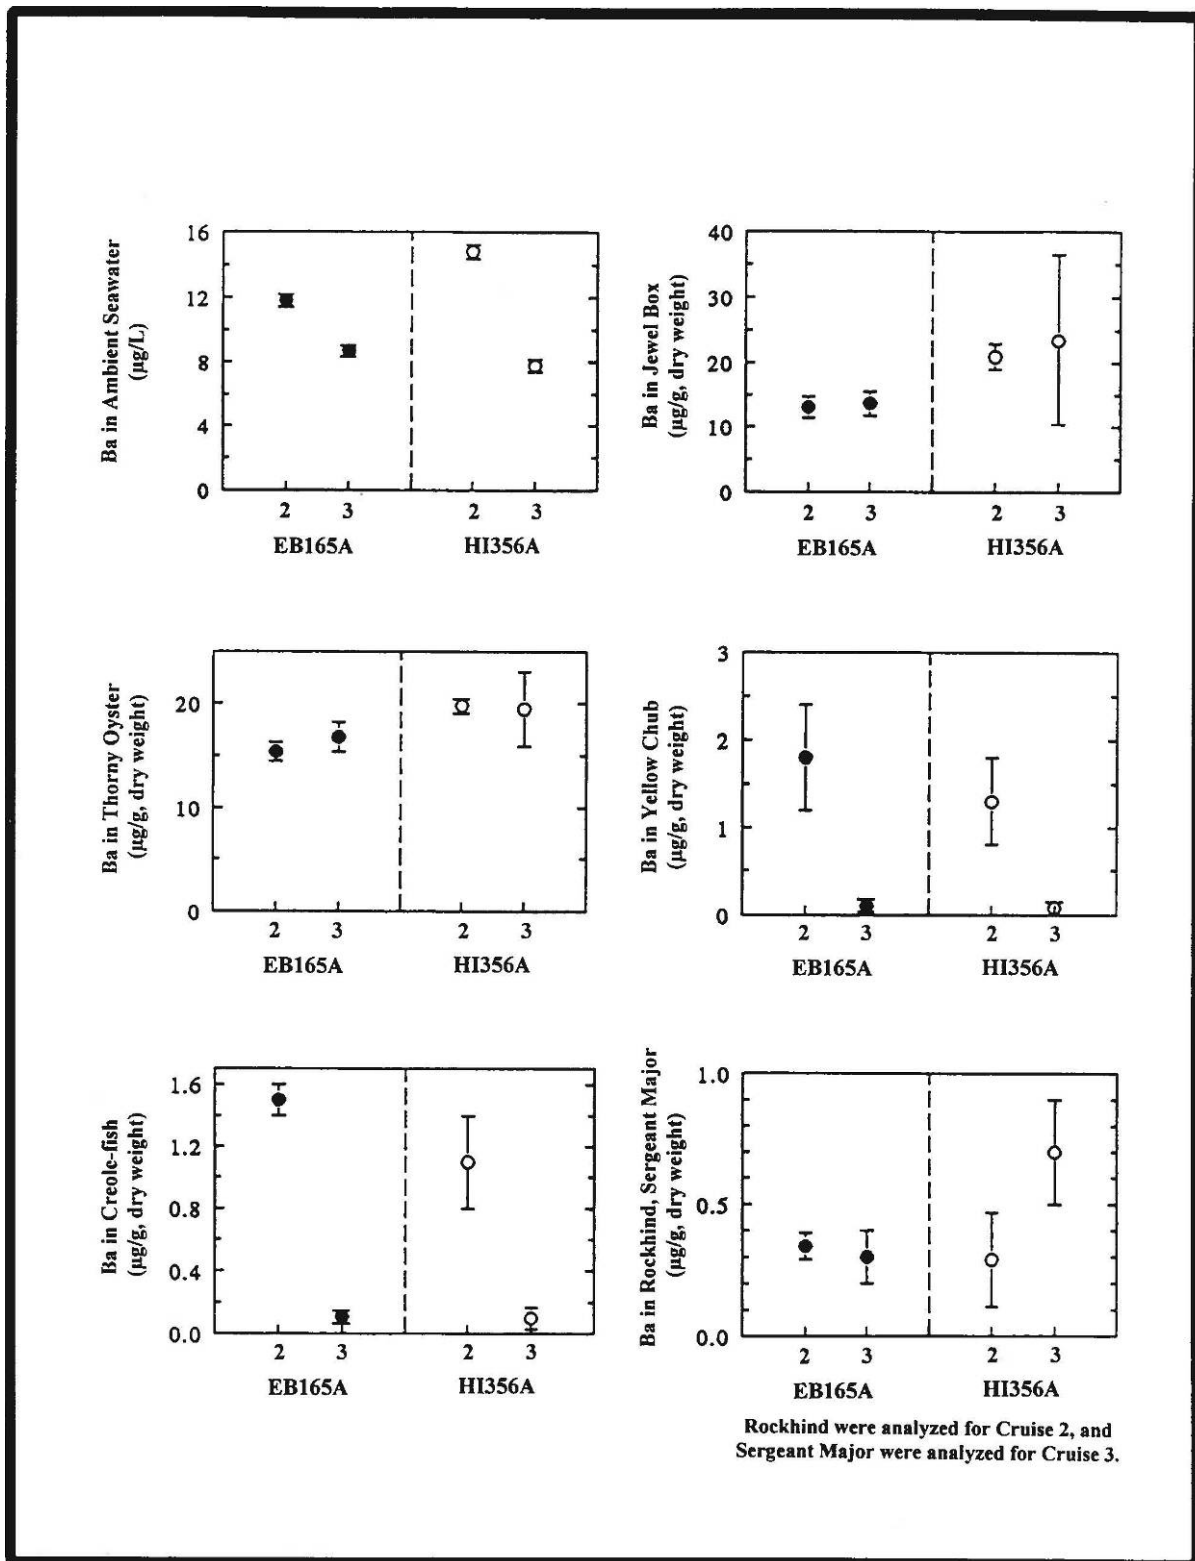 Ba in Ambient Seawater
(µg/L)
16
12
8
4
0
2 3 2 3
EB165A HI356A
Ba in Jewel Box
(µg/g, dry weight)
40
30
20
10
0
2 3 2 3
EB165A HI356A
Ba in Thorny Oyster
(µg/g, dry weight)
20
10
0
2 3 2 3
EB165A HI356A
Ba in Yellow Chub
(µg/g, dry weight)
3
2
1
0
2 3 2 3
EB165A HI356A
Ba in Creole-fish
(µg/g, dry weight)
1.6
1.2
0.8
0.4
0.0
2 3 2 3
EB165A HI356A
Ba in Rockhind, Sergeant Major
(µg/g, dry weight)
1.0
0.5
0.0
2 3 2 3
EB165A HI356A
Rockhind were analyzed for Cruise 2, and
Sergeant Major were analyzed for Cruise 3.